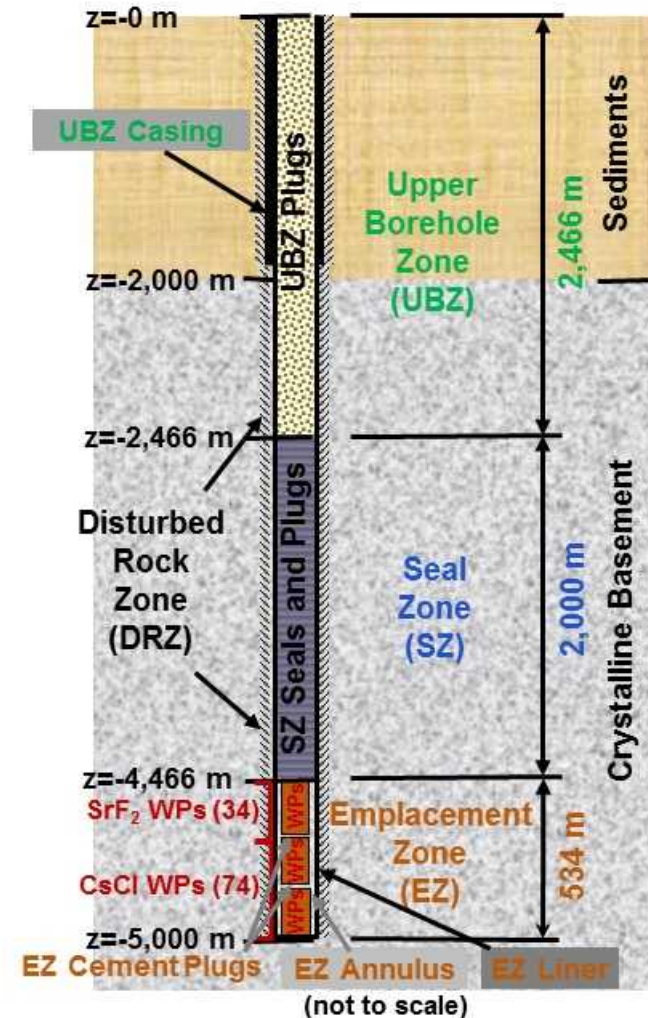 z=-0 m
UBZ Casing
UBZ Plugs
Upper
Borehole
Zone
(UBZ)
2,466 m
Sediments
z=-2,000 m
z=-2,466 m
Disturbed
Rock
Zone
(DRZ)
SZ Seals and Plugs
Seal
Zone
(SZ)
2,000 m
Crystalline Basement
z=-4,466 m
SrF₂ WPs (34)
CsCl WPs (74)
WPs
WPs
WPs
Emplacement
Zone
(EZ)
534 m
z=-5,000 m
EZ Cement Plugs
EZ Annulus
EZ Liner
(not to scale)